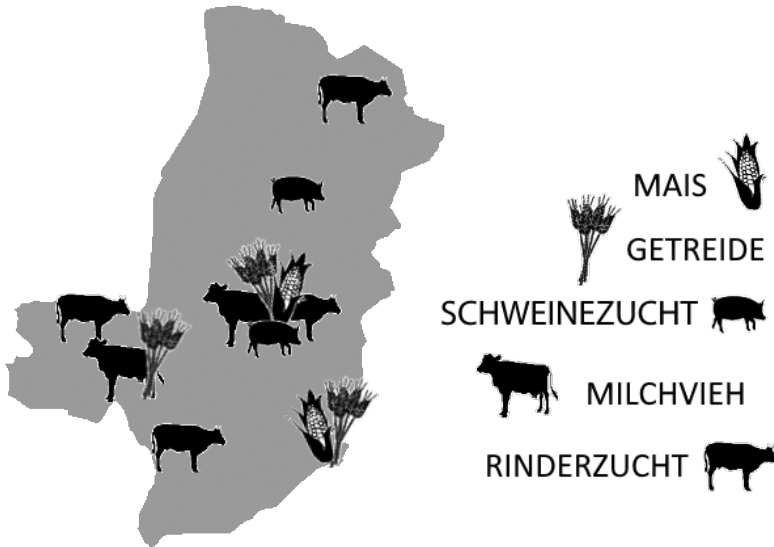 MAIS
GETREIDE
SCHWEINEZUCHT
MILCHVIEH
RINDERZUCHT